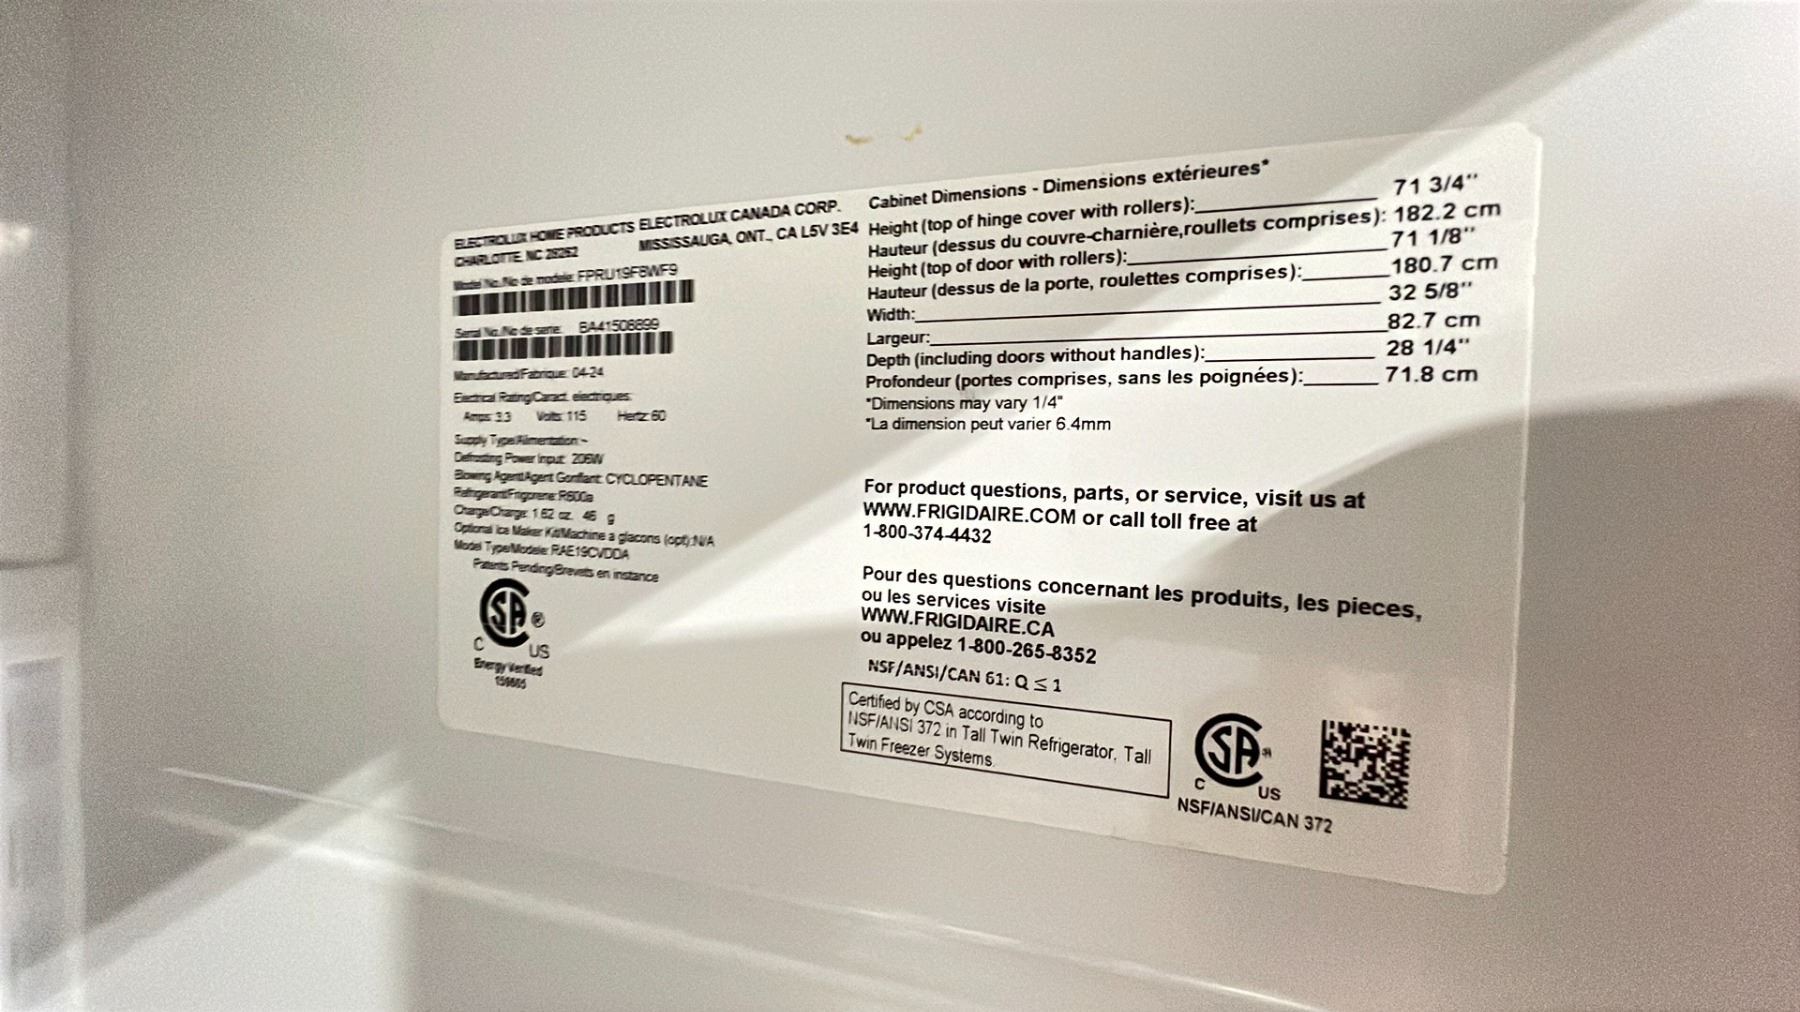 ELECTROLUX HOME PRODUCTS ELECTROLUX CANADA CORP.
CHARLOTTE, NC 28262 MISSISSAUGA, ONT., CA L5V 3E4
Model No./No de modele: FPRU19F8WF9
Serial No./No de serie: BA41508899
Manufactured/Fabrique: 04-24
Electrical Rating/Caract. electriques:
Amps: 3.3 Volts: 115 Hertz: 60
Supply Type/Alimentation: ~
Defrosting Power Input: 206W
Blowing Agent/Agent Gonflant: CYCLOPENTANE
Refrigerant/Frigorene: R600a
Charge/Charge: 1.62 oz. 46 g
Optional Ice Maker Kit/Machine a glacons (opt):N/A
Model Type/Modele: RAE19CVDDA
Patents Pending/Brevets en instance
CSA ®
C US
Energy Verified
Cabinet Dimensions - Dimensions extérieures*
Height (top of hinge cover with rollers): 71 3/4"
Hauteur (dessus du couvre-charnière,roullets comprises): 182.2 cm
Height (top of door with rollers): 71 1/8"
Hauteur (dessus de la porte, roulettes comprises): 180.7 cm
Width: 32 5/8"
Largeur: 82.7 cm
Depth (including doors without handles): 28 1/4"
Profondeur (portes comprises, sans les poignées): 71.8 cm
*Dimensions may vary 1/4"
*La dimension peut varier 6.4mm
For product questions, parts, or service, visit us at
WWW.FRIGIDAIRE.COM or call toll free at
1-800-374-4432
Pour des questions concernant les produits, les pieces,
ou les services visite
WWW.FRIGIDAIRE.CA
ou appelez 1-800-265-8352
NSF/ANSI/CAN 61: Q ≤ 1
Certified by CSA according to
NSF/ANSI 372 in Tall Twin Refrigerator, Tall
Twin Freezer Systems.
CSA ®
C US
NSF/ANSI/CAN 372